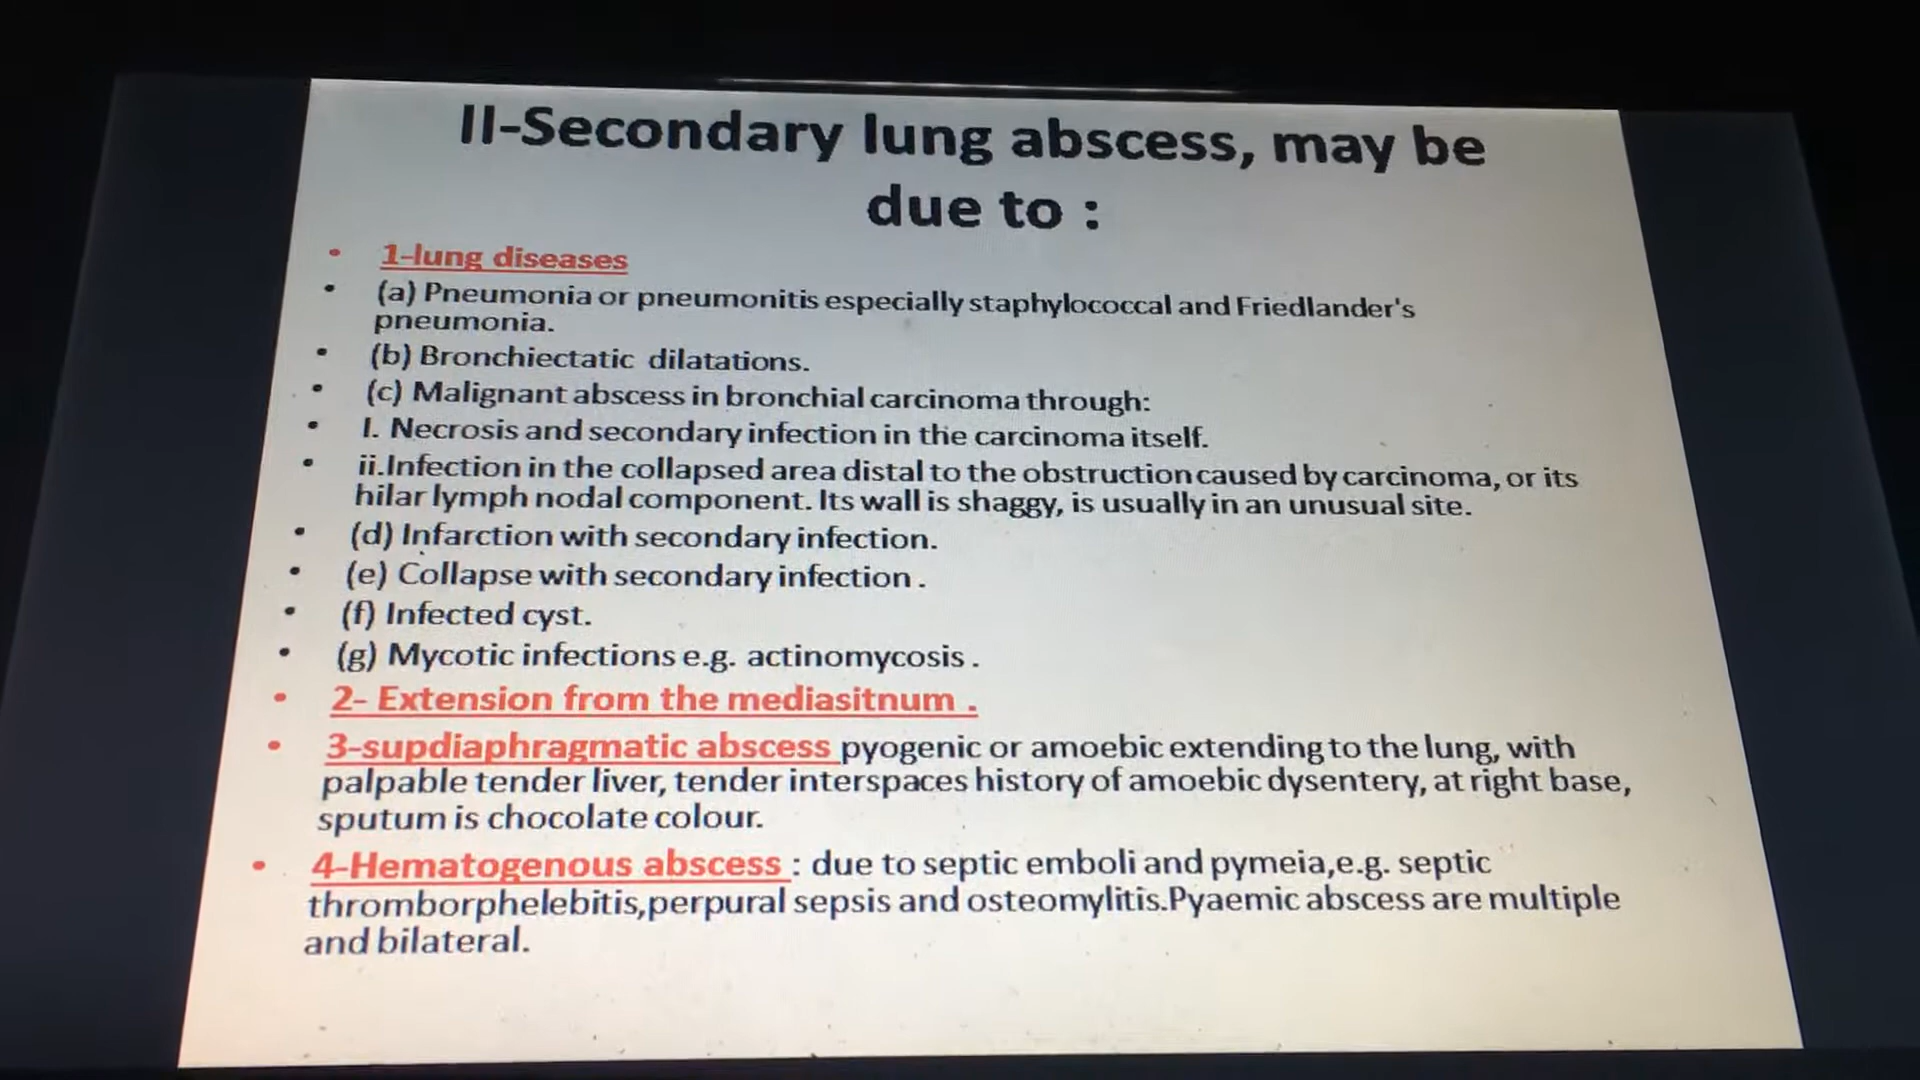 II-Secondary lung abscess, may be
due to :
• 1-lung diseases
• (a) Pneumonia or pneumonitis especially staphylococcal and Friedlander's
pneumonia.
• (b) Bronchiectatic dilatations.
• (c) Malignant abscess in bronchial carcinoma through:
• I. Necrosis and secondary infection in the carcinoma itself.
• ii.Infection in the collapsed area distal to the obstruction caused by carcinoma, or its
hilar lymph nodal component. Its wall is shaggy, is usually in an unusual site.
• (d) Infarction with secondary infection.
• (e) Collapse with secondary infection .
• (f) Infected cyst.
• (g) Mycotic infections e.g. actinomycosis .
• 2- Extension from the mediasitnum .
• 3-supdiaphragmatic abscess pyogenic or amoebic extending to the lung, with
palpable tender liver, tender interspaces history of amoebic dysentery, at right base,
sputum is chocolate colour.
• 4-Hematogenous abscess : due to septic emboli and pymeia,e.g. septic
thromborphelebitis,perpural sepsis and osteomylitis.Pyaemic abscess are multiple
and bilateral.